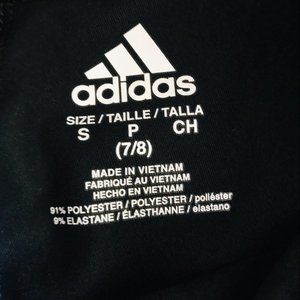 adidas
SIZE / TAILLE / TALLA
S P CH
(7/8)
MADE IN VIETNAM
FABRIQUÉ AU VIETNAM
HECHO EN VIETNAM
91% POLYESTER / POLYESTER / poliéster
9% ELASTANE / ÉLASTHANNE / elastano